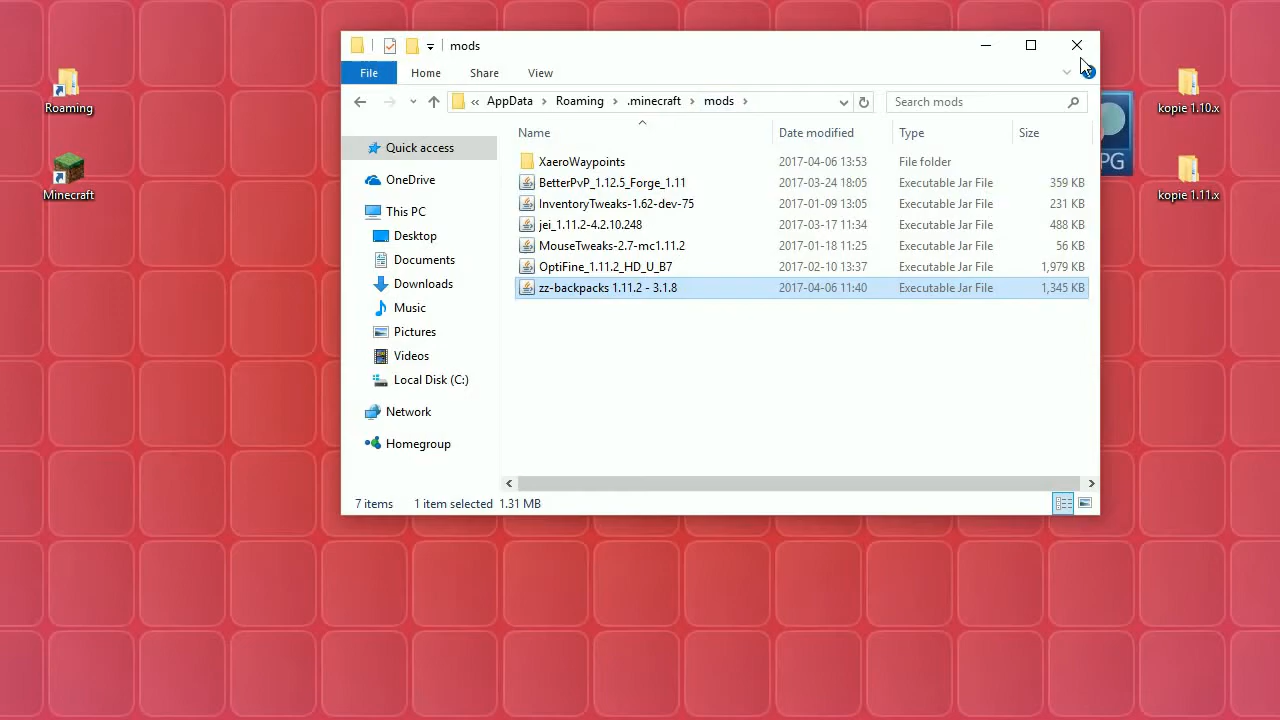 mods
File Home Share View
« AppData Roaming .minecraft mods
Search mods
Name Date modified Type Size
XaeroWaypoints 2017-04-06 13:53 File folder
BetterPvP_1.12.5_Forge_1.11 2017-03-24 18:05 Executable Jar File 359 KB
InventoryTweaks-1.62-dev-75 2017-01-09 13:05 Executable Jar File 231 KB
jei_1.11.2-4.2.10.248 2017-03-17 11:34 Executable Jar File 488 KB
MouseTweaks-2.7-mc1.11.2 2017-01-18 11:25 Executable Jar File 56 KB
OptiFine_1.11.2_HD_U_B7 2017-02-10 13:37 Executable Jar File 1,979 KB
zz-backpacks 1.11.2 - 3.1.8 2017-04-06 11:40 Executable Jar File 1,345 KB
Quick access
OneDrive
This PC
Desktop
Documents
Downloads
Music
Pictures
Videos
Local Disk (C:)
Network
Homegroup
7 items 1 item selected 1.31 MB
Roaming
Minecraft
PG
kopie 1.10.x
kopie 1.11.x